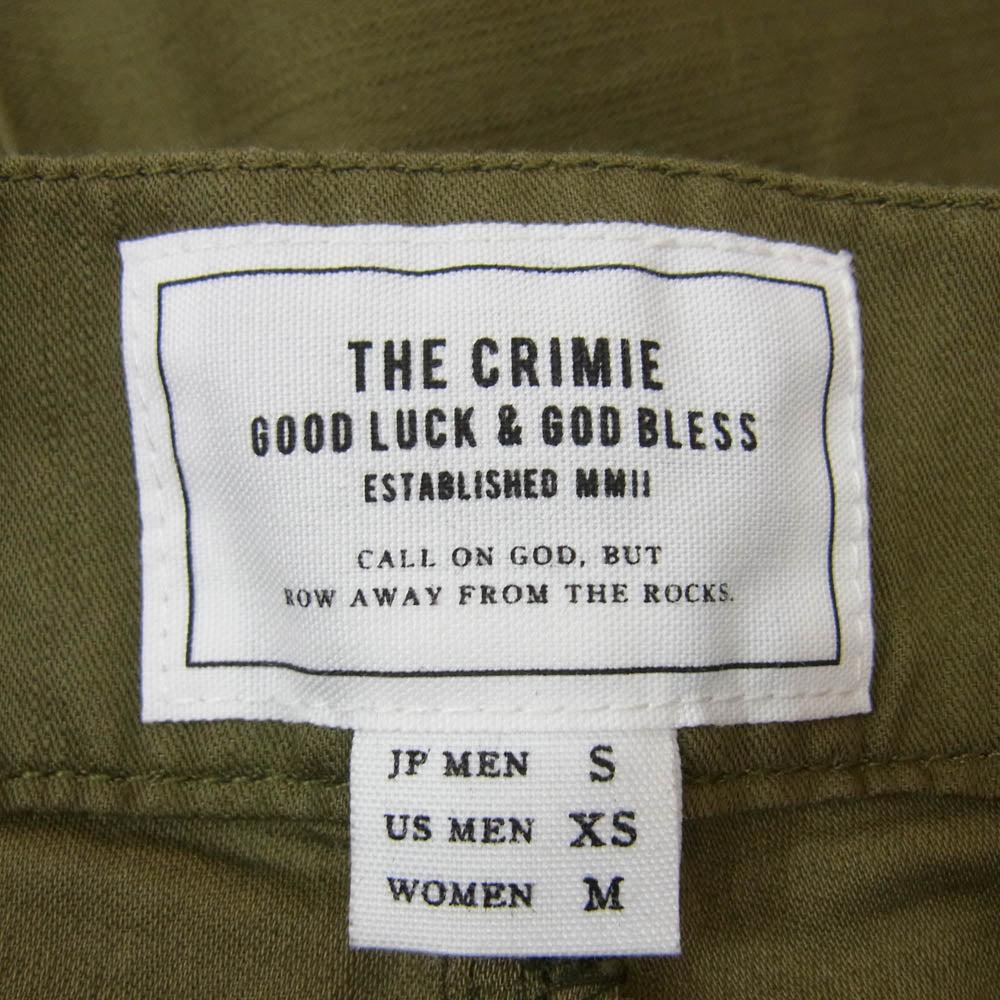 THE CRIMIE
GOOD LUCK & GOD BLESS
ESTABLISHED MMII
CALL ON GOD, BUT
ROW AWAY FROM THE ROCKS.
JP MEN S
US MEN XS
WOMEN M